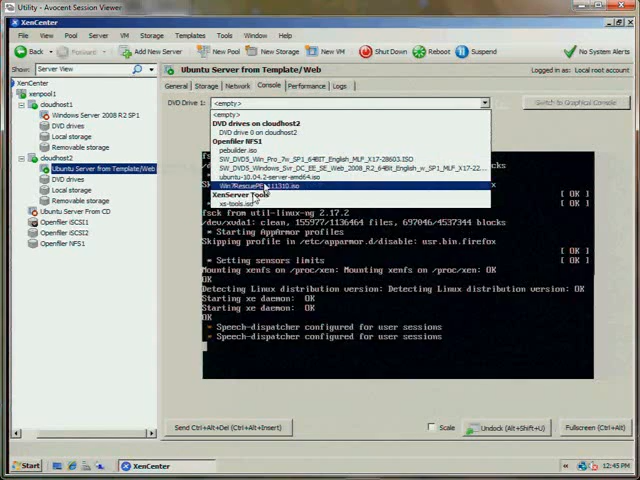 Utility - Avocent Session Viewer
XenCenter
File View Pool Server VM Storage Templates Tools Window Help
Back Forward Add New Server New Pool New Storage New VM Shut Down Reboot Suspend No System Alerts
Show: Server View
Ubuntu Server from Template/Web
Logged in as: Local root account
XenCenter
xenpool1
cloudhost1
Windows Server 2008 R2 SP1
DVD drives
Local storage
Removable storage
cloudhost2
Ubuntu Server from Template/Web
DVD drives
Local storage
Removable storage
Ubuntu Server From CD
Openfiler iSCSI1
Openfiler iSCSI2
Openfiler NFS1
General Storage Network Console Performance Logs
DVD Drive 1: <empty>
Switch to Graphical Console
<empty>
DVD drives on cloudhost2
DVD drive 0 on cloudhost2
Openfiler NFS1
pebuilder.iso
SW_DVD5_Win_Pro_7w_SP1_64BIT_English_MLF_X17-28603.ISO
SW_DVD5_Windows_Svr_DC_EE_SE_Web_2008_R2_64Bit_English_w_SP1_MLF_X17-22...
ubuntu-10.04.2-server-amd64.iso
XenServer Tools
xs-tools.iso
[ OK ]
fsck from util-linux-ng 2.17.2
/dev/xvda1: clean, 155977/1136464 files, 697046/4537344 blocks
* Starting AppArmor profiles
Skipping profile in /etc/apparmor.d/disable: usr.bin.firefox
[ OK ]
* Setting sensors limits [ OK ]
Mounting xenfs on /proc/xen: Mounting xenfs on /proc/xen: OK
OK
Detecting Linux distribution version: Detecting Linux distribution version: OK
Starting xe daemon: OK
Starting xe daemon: OK
OK
* Speech-dispatcher configured for user sessions
* Speech-dispatcher configured for user sessions
Send Ctrl+Alt+Del (Ctrl+Alt+Insert)
Scale
Undock (Alt+Shift+U)
Fullscreen (Ctrl+Alt)
Start
XenCenter
12:45 PM